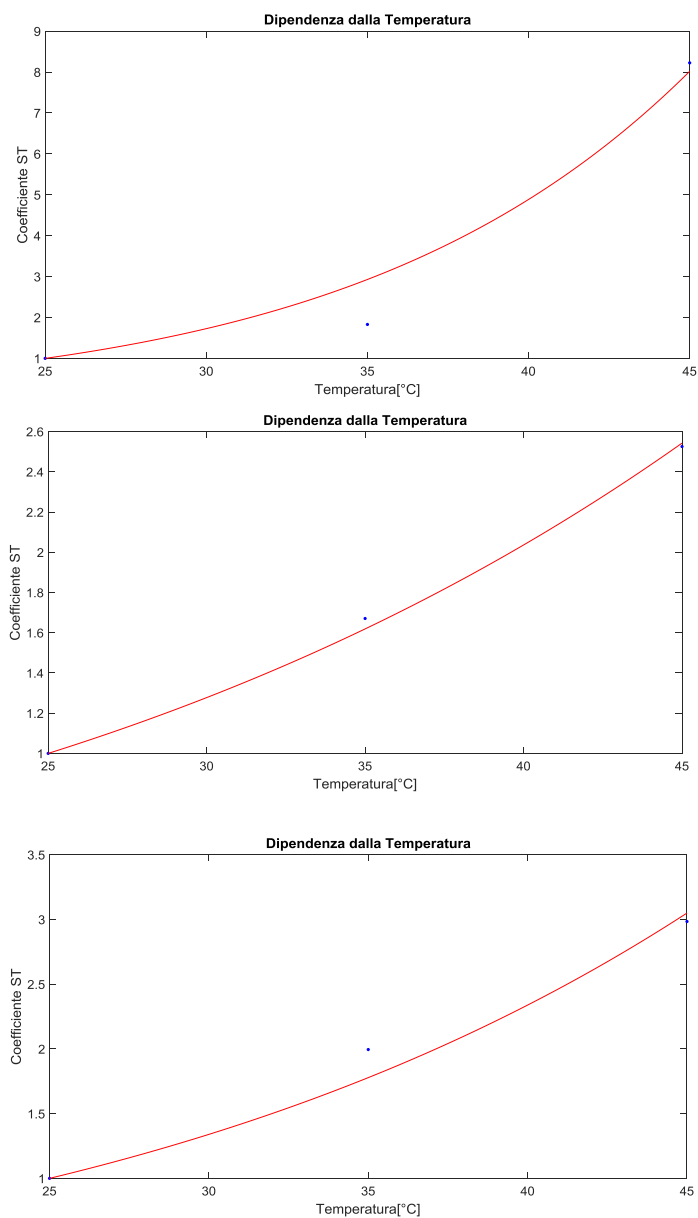 Dipendenza dalla Temperatura
9
8
7
6
5
4
3
2
1
Coefficiente ST
25 30 35 40 45
Temperatura[°C]
Dipendenza dalla Temperatura
2.6
2.4
2.2
2
1.8
1.6
1.4
1.2
1
Coefficiente ST
25 30 35 40 45
Temperatura[°C]
Dipendenza dalla Temperatura
3.5
3
2.5
2
1.5
1
Coefficiente ST
25 30 35 40 45
Temperatura[°C]